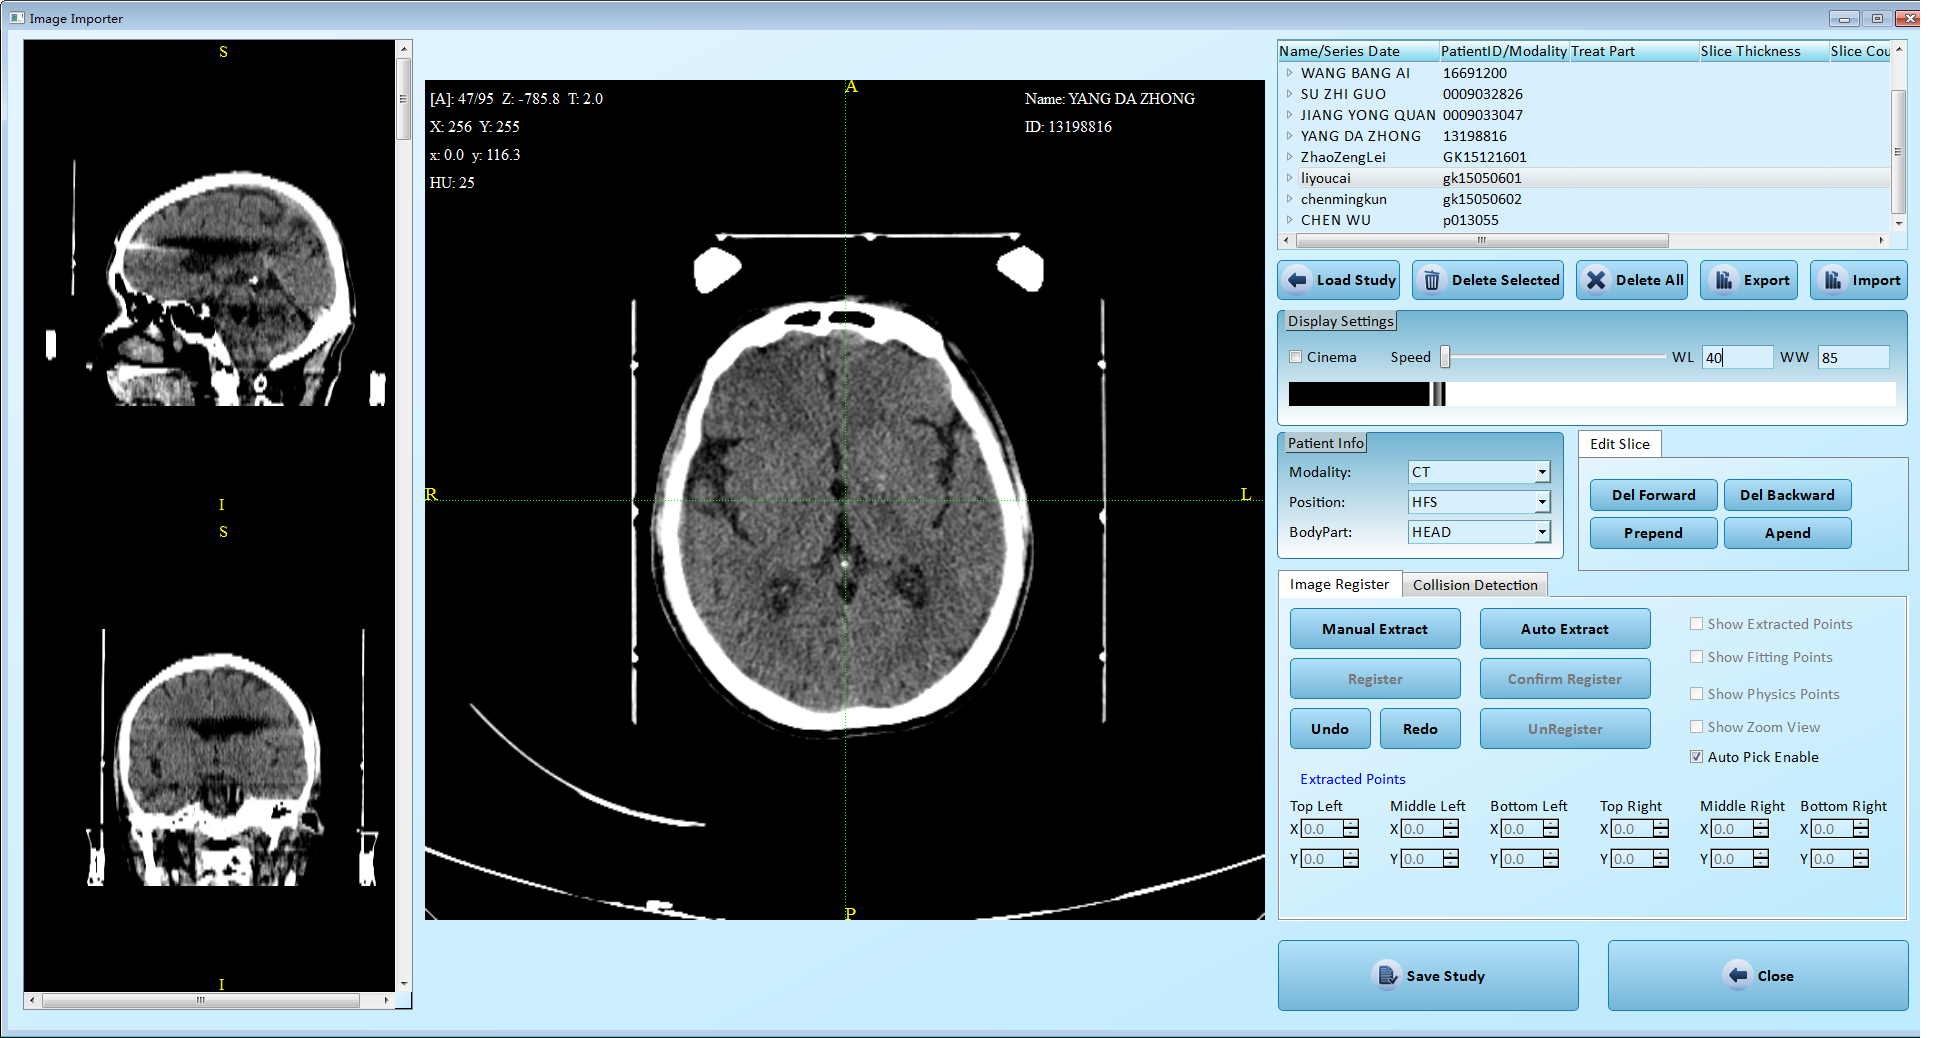 Image Importer
S
I
S
I
[A]: 47/95 Z: -785.8 T: 2.0
X: 256 Y: 255
x: 0.0 y: 116.3
HU: 25
A
Name: YANG DA ZHONG
ID: 13198816
R
L
P
Name/Series Date PatientID/Modality Treat Part Slice Thickness Slice Cou
WANG BANG AI 16691200
SU ZHI GUO 0009032826
JIANG YONG QUAN 0009033047
YANG DA ZHONG 13198816
ZhaoZengLei GK15121601
liyoucai gk15050601
chenmingkun gk15050602
CHEN WU p013055
Load Study Delete Selected Delete All Export Import
Display Settings
Cinema Speed WL 40 WW 85
Patient Info
Modality: CT
Position: HFS
BodyPart: HEAD
Edit Slice
Del Forward Del Backward
Prepend Apend
Image Register Collision Detection
Manual Extract Auto Extract
Register Confirm Register
Undo Redo UnRegister
Show Extracted Points
Show Fitting Points
Show Physics Points
Show Zoom View
Auto Pick Enable
Extracted Points
Top Left Middle Left Bottom Left Top Right Middle Right Bottom Right
X 0.0 X 0.0 X 0.0 X 0.0 X 0.0 X 0.0
Y 0.0 Y 0.0 Y 0.0 Y 0.0 Y 0.0 Y 0.0
Save Study Close